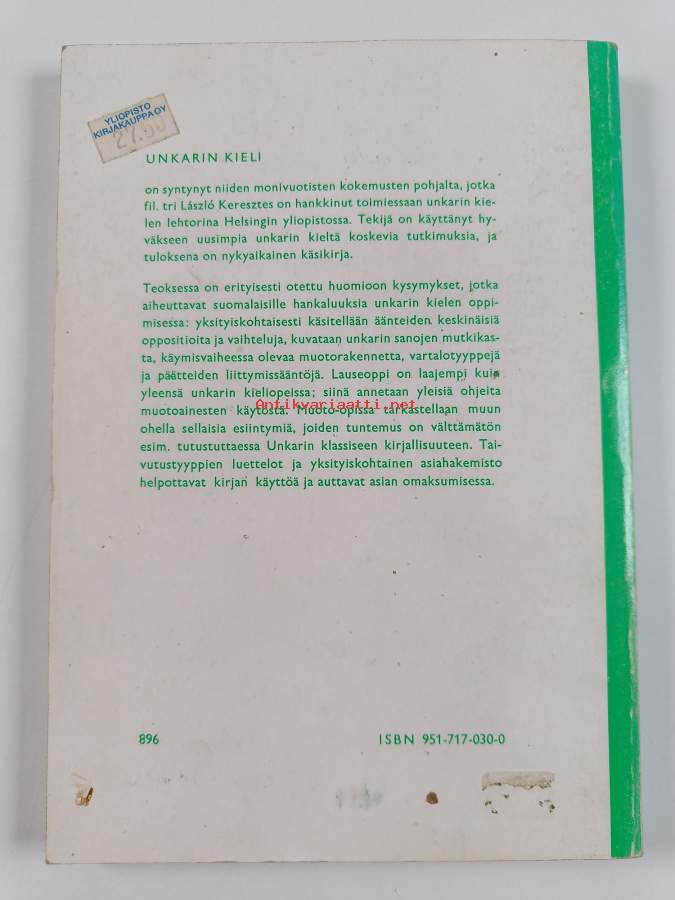 YLIOPISTO
KIRJAKAUPPA OY
27.50
UNKARIN KIELI
on syntynyt niiden monivuotisten kokemusten pohjalta, jotka
fil. tri László Keresztes on hankkinut toimiessaan unkarin kie-
len lehtorina Helsingin yliopistossa. Tekijä on käyttänyt hy-
väkseen uusimpia unkarin kieltä koskevia tutkimuksia, ja
tuloksena on nykyaikainen käsikirja.
Teoksessa on erityisesti otettu huomioon kysymykset, jotka
aiheuttavat suomalaisille hankaluuksia unkarin kielen oppi-
misessa: yksityiskohtaisesti käsitellään äänteiden keskinäisiä
oppositioita ja vaihteluja, kuvataan unkarin sanojen mutkikas-
ta, käymisvaiheessa olevaa muotorakennetta, vartalotyyppejä
ja päätteiden liittymissääntöjä. Lauseoppi on laajempi kuin
yleensä unkarin kieliopeissa; siinä annetaan yleisiä ohjeita
muotoainesten käytöstä. Muoto-opissa tarkastellaan muun
Antikvariaatti.net
ohella sellaisia esiintymiä, joiden tuntemus on välttämätön
esim. tutustuttaessa Unkarin klassiseen kirjallisuuteen. Tai-
vutustyyppien luettelot ja yksityiskohtainen asiahakemisto
helpottavat kirjan käyttöä ja auttavat asian omaksumisessa.
896
ISBN 951-717-030-0